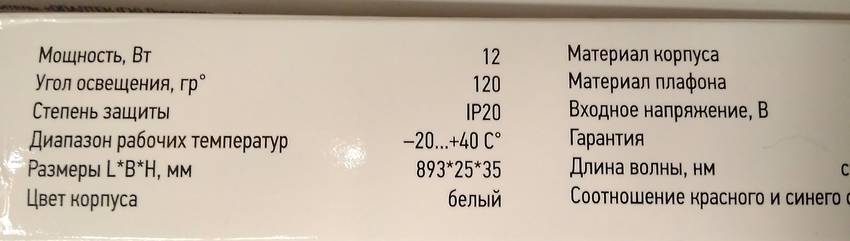 Мощность, Вт 12
Угол освещения, гр° 120
Степень защиты IP20
Диапазон рабочих температур –20...+40 С°
Размеры L*B*H, мм 893*25*35
Цвет корпуса белый
Материал корпуса
Материал плафона
Входное напряжение, В
Гарантия
Длина волны, нм
Соотношение красного и синего